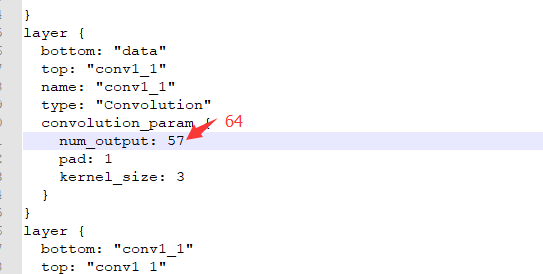 }
layer {
bottom: "data"
top: "conv1_1"
name: "conv1_1"
type: "Convolution"
convolution_param {
64
num_output: 57
pad: 1
kernel_size: 3
}
}
layer {
bottom: "conv1_1"
top: "conv1_1"